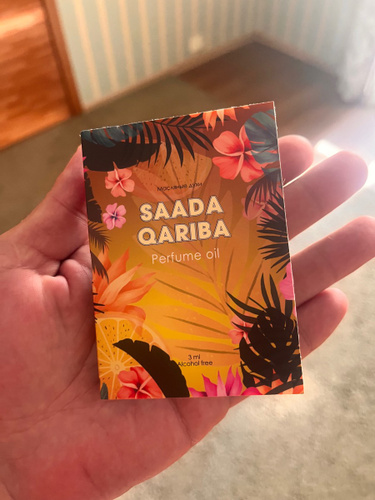 SAADA
QARIBA
Perfume oil
3 ml
Alcohol free